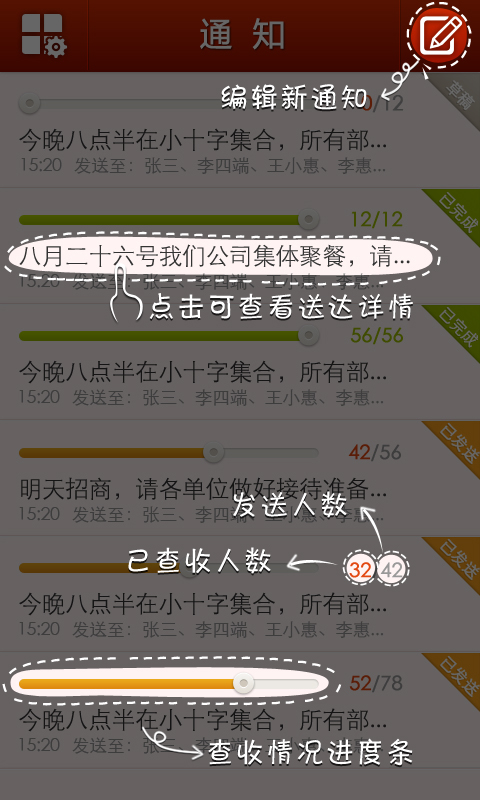 通知
编辑新通知
0/12
草稿
今晚八点半在小十字集合，所有部...
15:20 发送至：张三、李四端、王小惠、李惠...
12/12
已完成
八月二十六号我们公司集体聚餐，请...
15:20 发送至：张三、李四端、王小惠、李惠...
点击可查看送达详情
56/56
已完成
今晚八点半在小十字集合，所有部...
15:20 发送至：张三、李四端、王小惠、李惠...
42/56
已发送
明天招商，请各单位做好接待准备...
发送人数
15:20 发送至：张三、李四端、王小惠、李惠...
已查收人数
32/42
已发送
今晚八点半在小十字集合，所有部...
15:20 发送至：张三、李四端、王小惠、李惠...
52/78
已发送
今晚八点半在小十字集合，所有部...
15:20 发送至：张三、李四端、王小惠、李惠...
查收情况进度条